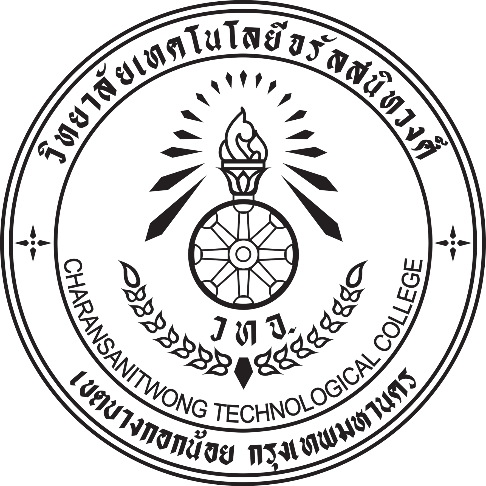 วิทยาลัยเทคโนโลยีจรัลสนิทวงศ์
ว ท จ.
CHARANSANITWONG TECHNOLOGICAL COLLEGE
เขตบางกอกน้อย กรุงเทพมหานคร